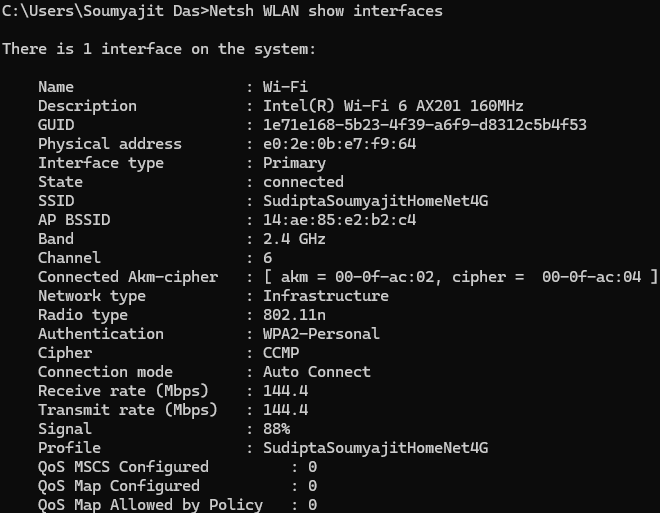 C:\Users\Soumyajit Das>Netsh WLAN show interfaces
There is 1 interface on the system:
Name : Wi-Fi
Description : Intel(R) Wi-Fi 6 AX201 160MHz
GUID : 1e71e168-5b23-4f39-a6f9-d8312c5b4f53
Physical address : e0:2e:0b:e7:f9:64
Interface type : Primary
State : connected
SSID : SudiptaSoumyajitHomeNet4G
AP BSSID : 14:ae:85:e2:b2:c4
Band : 2.4 GHz
Channel : 6
Connected Akm-cipher : [ akm = 00-0f-ac:02, cipher = 00-0f-ac:04 ]
Network type : Infrastructure
Radio type : 802.11n
Authentication : WPA2-Personal
Cipher : CCMP
Connection mode : Auto Connect
Receive rate (Mbps) : 144.4
Transmit rate (Mbps) : 144.4
Signal : 88%
Profile : SudiptaSoumyajitHomeNet4G
QoS MSCS Configured : 0
QoS Map Configured : 0
QoS Map Allowed by Policy : 0